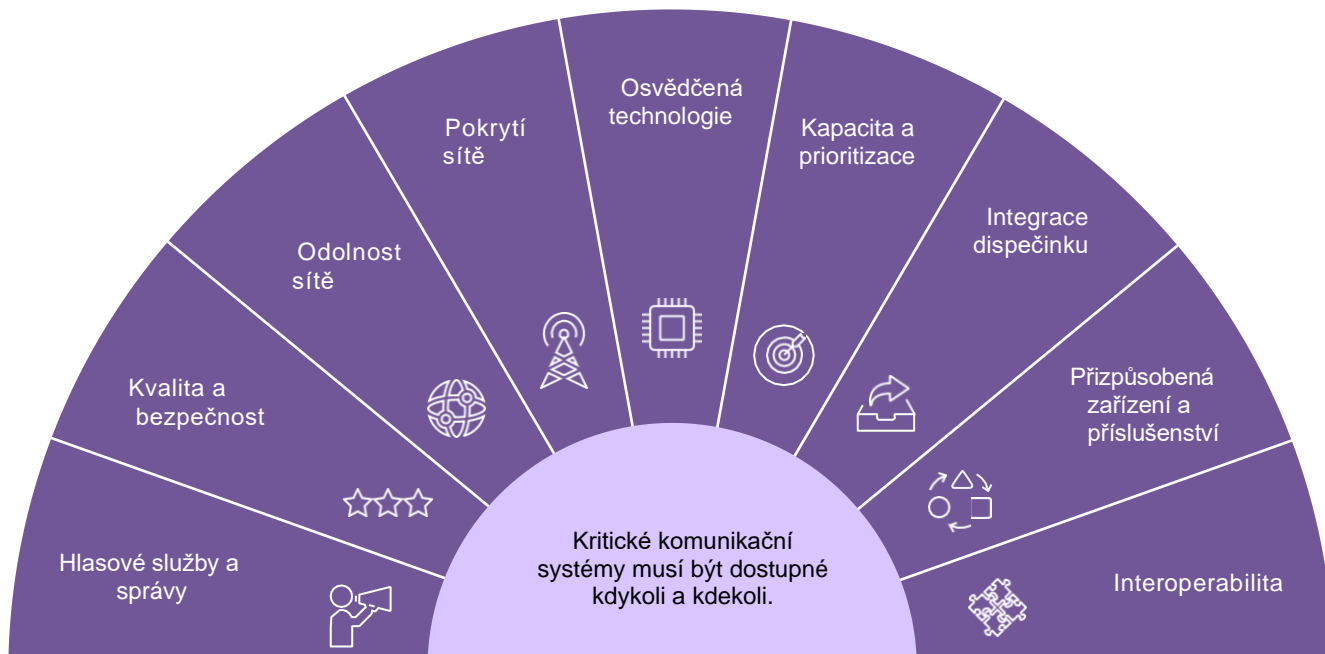 Hlasové služby a
správy
Kvalita a
bezpečnost
Odolnost
sítě
Pokrytí
sítě
Osvědčená
technologie
Kapacita a
prioritizace
Integrace
dispečinku
Přizpůsobená
zařízení a
příslušenství
Interoperabilita
Kritické komunikační
systémy musí být dostupné
kdykoli a kdekoli.